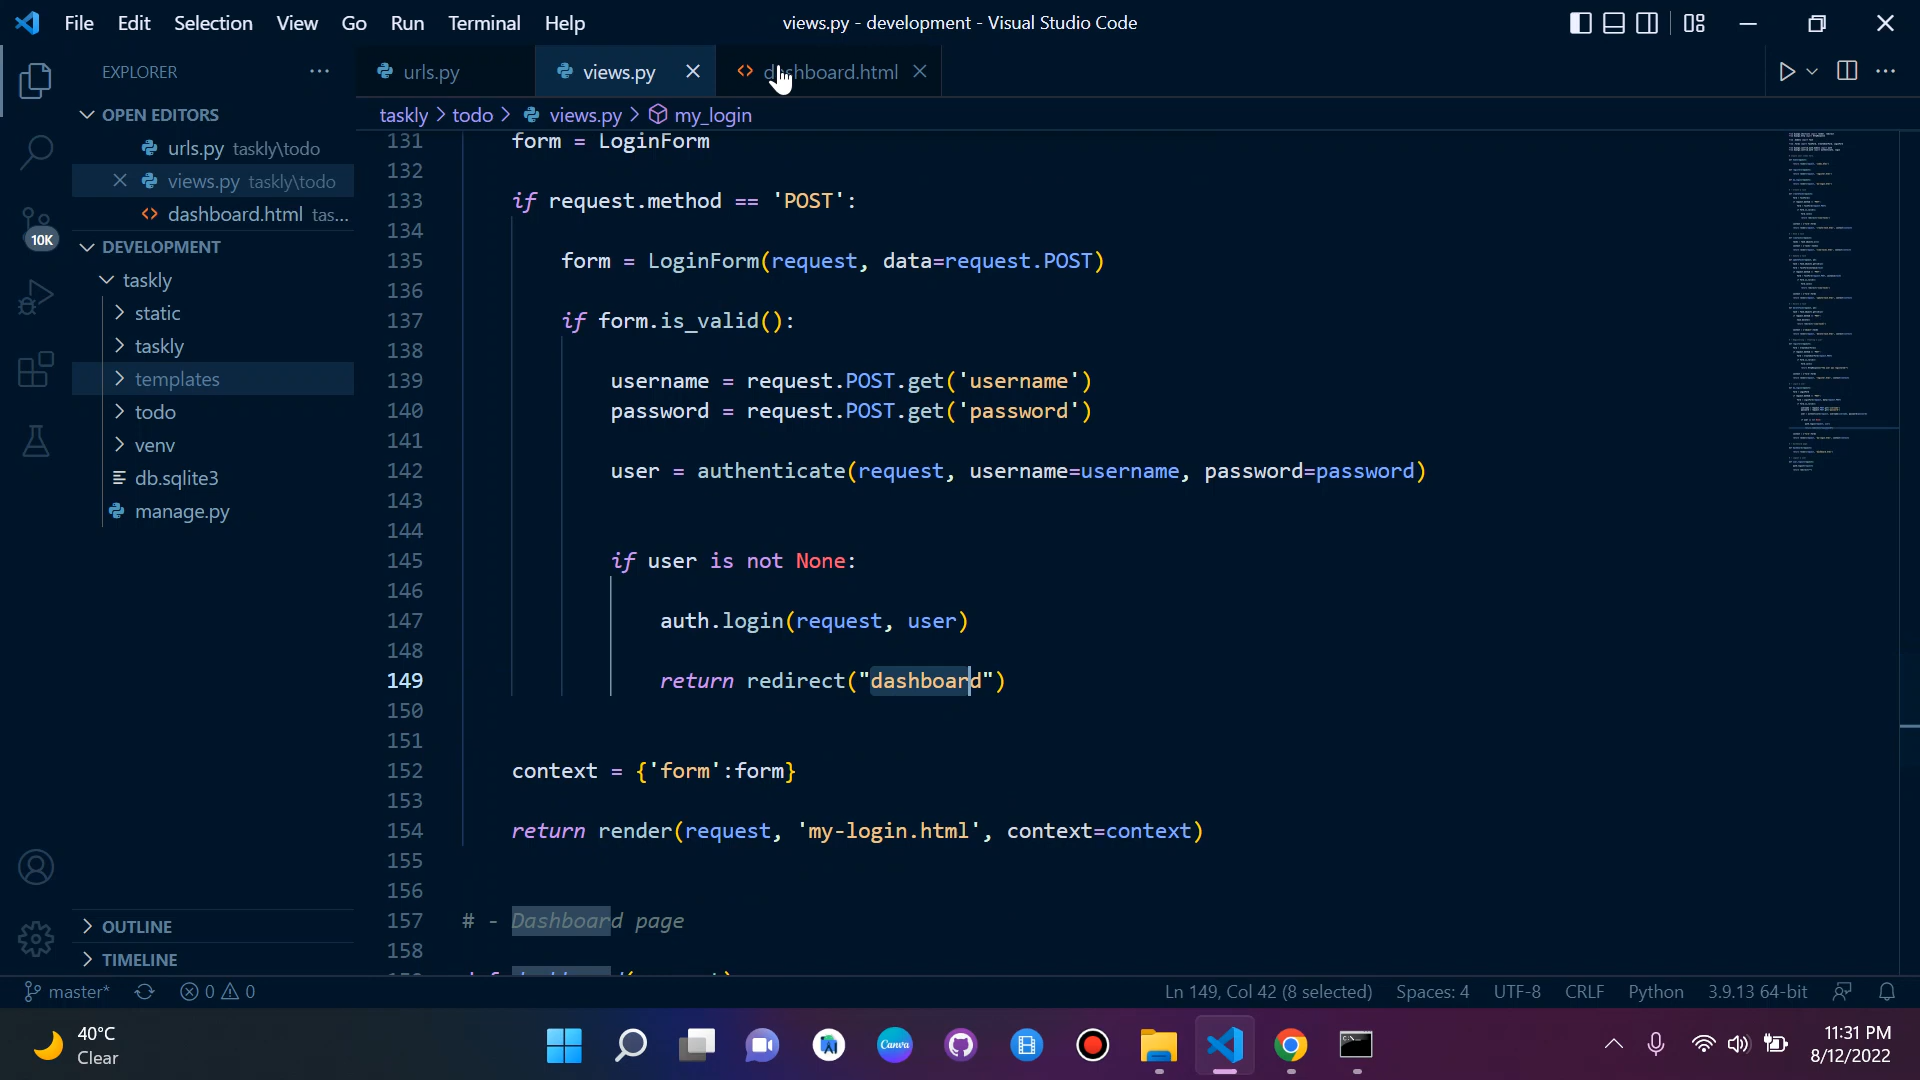 File Edit Selection View Go Run Terminal Help
views.py - development - Visual Studio Code
EXPLORER
urls.py
views.py
dashboard.html
OPEN EDITORS
urls.py taskly\todo
views.py taskly\todo
dashboard.html tas...
10K
DEVELOPMENT
taskly
static
taskly
templates
todo
venv
db.sqlite3
manage.py
OUTLINE
TIMELINE
taskly > todo > views.py > my_login
131 form = LoginForm
132
133 if request.method == 'POST':
134
135 form = LoginForm(request, data=request.POST)
136
137 if form.is_valid():
138
139 username = request.POST.get('username')
140 password = request.POST.get('password')
141
142 user = authenticate(request, username=username, password=password)
143
144
145 if user is not None:
146
147 auth.login(request, user)
148
149 return redirect("dashboard")
150
151
152 context = {'form':form}
153
154 return render(request, 'my-login.html', context=context)
155
156
157 # - Dashboard page
158
master* 0 0
Ln 149, Col 42 (8 selected) Spaces: 4 UTF-8 CRLF Python 3.9.13 64-bit
40°C
Clear
Canva
11:31 PM
8/12/2022